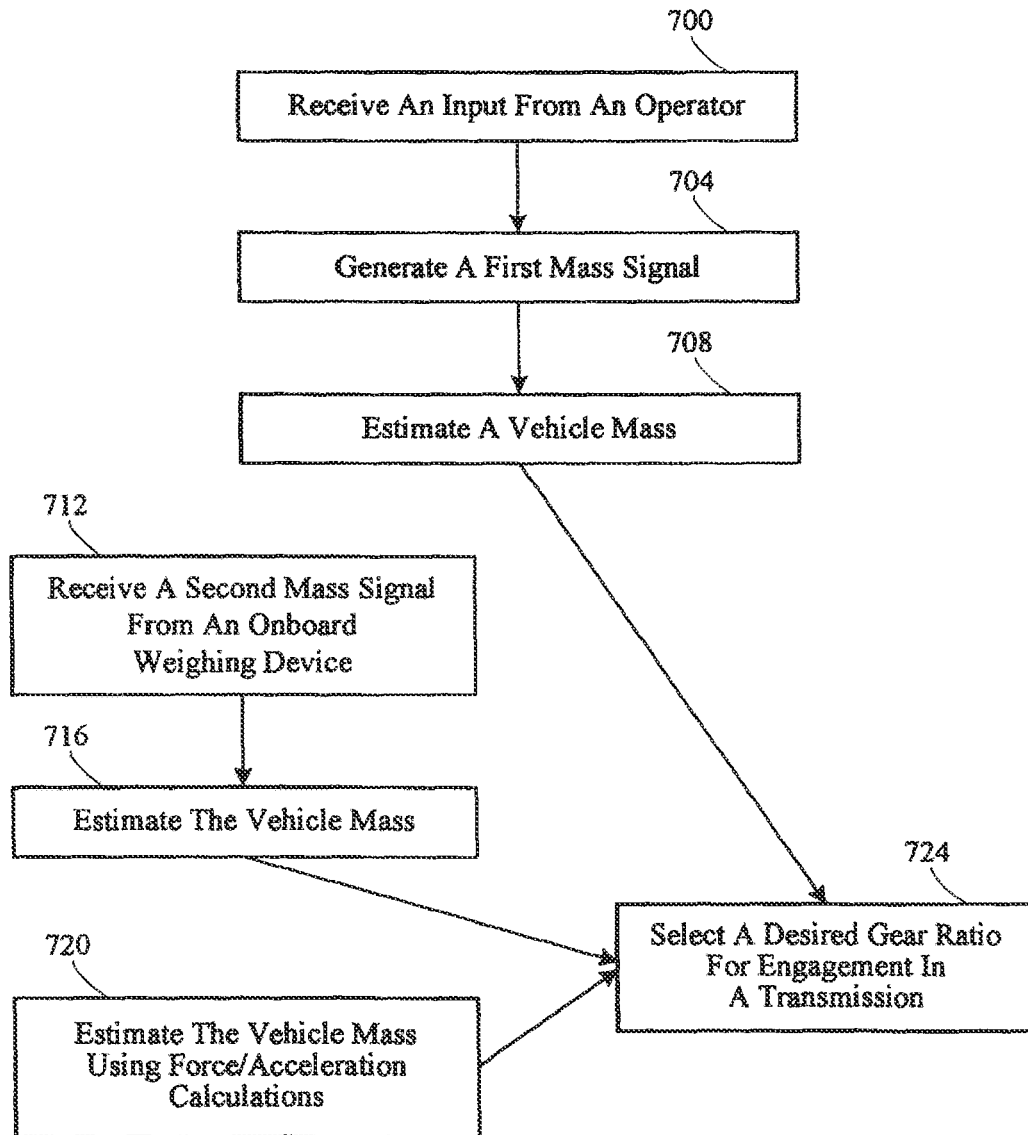 700
Receive An Input From An Operator
704
Generate A First Mass Signal
708
Estimate A Vehicle Mass
712
Receive A Second Mass Signal
From An Onboard
Weighing Device
716
Estimate The Vehicle Mass
724
Select A Desired Gear Ratio
For Engagement In
A Transmission
720
Estimate The Vehicle Mass
Using Force/Acceleration
Calculations